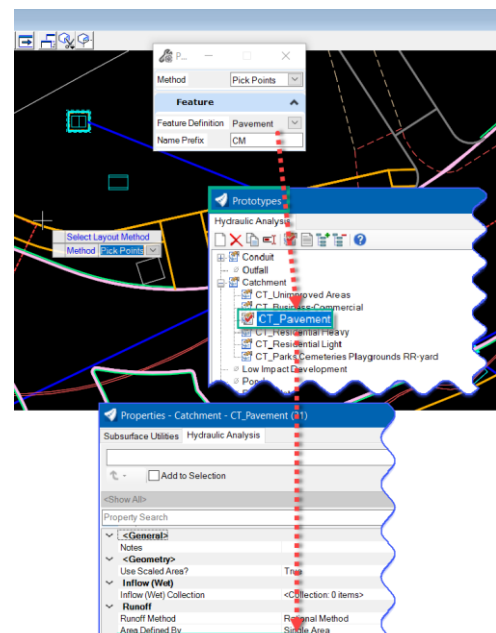 P...
Method Pick Points
Feature
Feature Definition Pavement
Name Prefix CM
Prototypes
Hydraulic Analysis
Select Layout Method
Method Pick Points
Conduit
Outfall
Catchment
CT_Unimproved Areas
CT_Business-Commercial
CT_Pavement
CT_Residential Heavy
CT_Residential Light
CT_Parks Cemeteries Playgrounds RR-yard
Low Impact Development
Properties - Catchment - CT_Pavement
Subsurface Utilities Hydraulic Analysis
Add to Selection
<Show All>
Property Search
<General>
Notes
<Geometry>
Use Scaled Area? True
Inflow (Wet)
Inflow (Wet) Collection <Collection: 0 items>
Runoff
Runoff Method Rational Method
Area Defined By Single Area